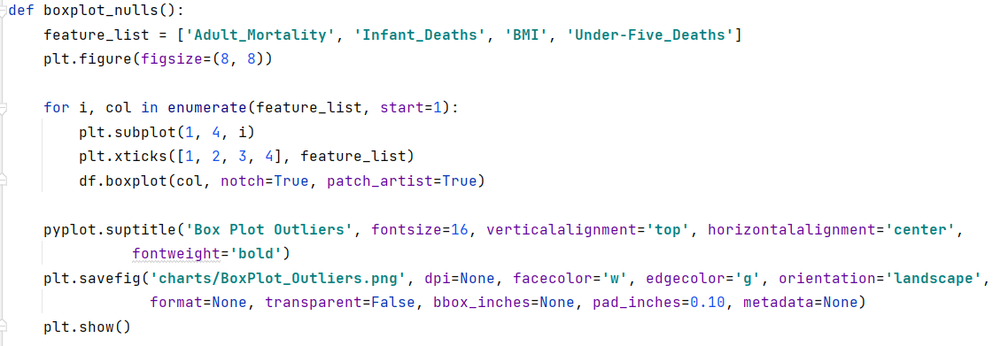 def boxplot_nulls():
    feature_list = ['Adult_Mortality', 'Infant_Deaths', 'BMI', 'Under-Five_Deaths']
    plt.figure(figsize=(8, 8))

    for i, col in enumerate(feature_list, start=1):
        plt.subplot(1, 4, i)
        plt.xticks([1, 2, 3, 4], feature_list)
        df.boxplot(col, notch=True, patch_artist=True)

    pyplot.suptitle('Box Plot Outliers', fontsize=16, verticalalignment='top', horizontalalignment='center',
              fontweight='bold')
    plt.savefig('charts/BoxPlot_Outliers.png', dpi=None, facecolor='w', edgecolor='g', orientation='landscape',
                format=None, transparent=False, bbox_inches=None, pad_inches=0.10, metadata=None)
    plt.show()